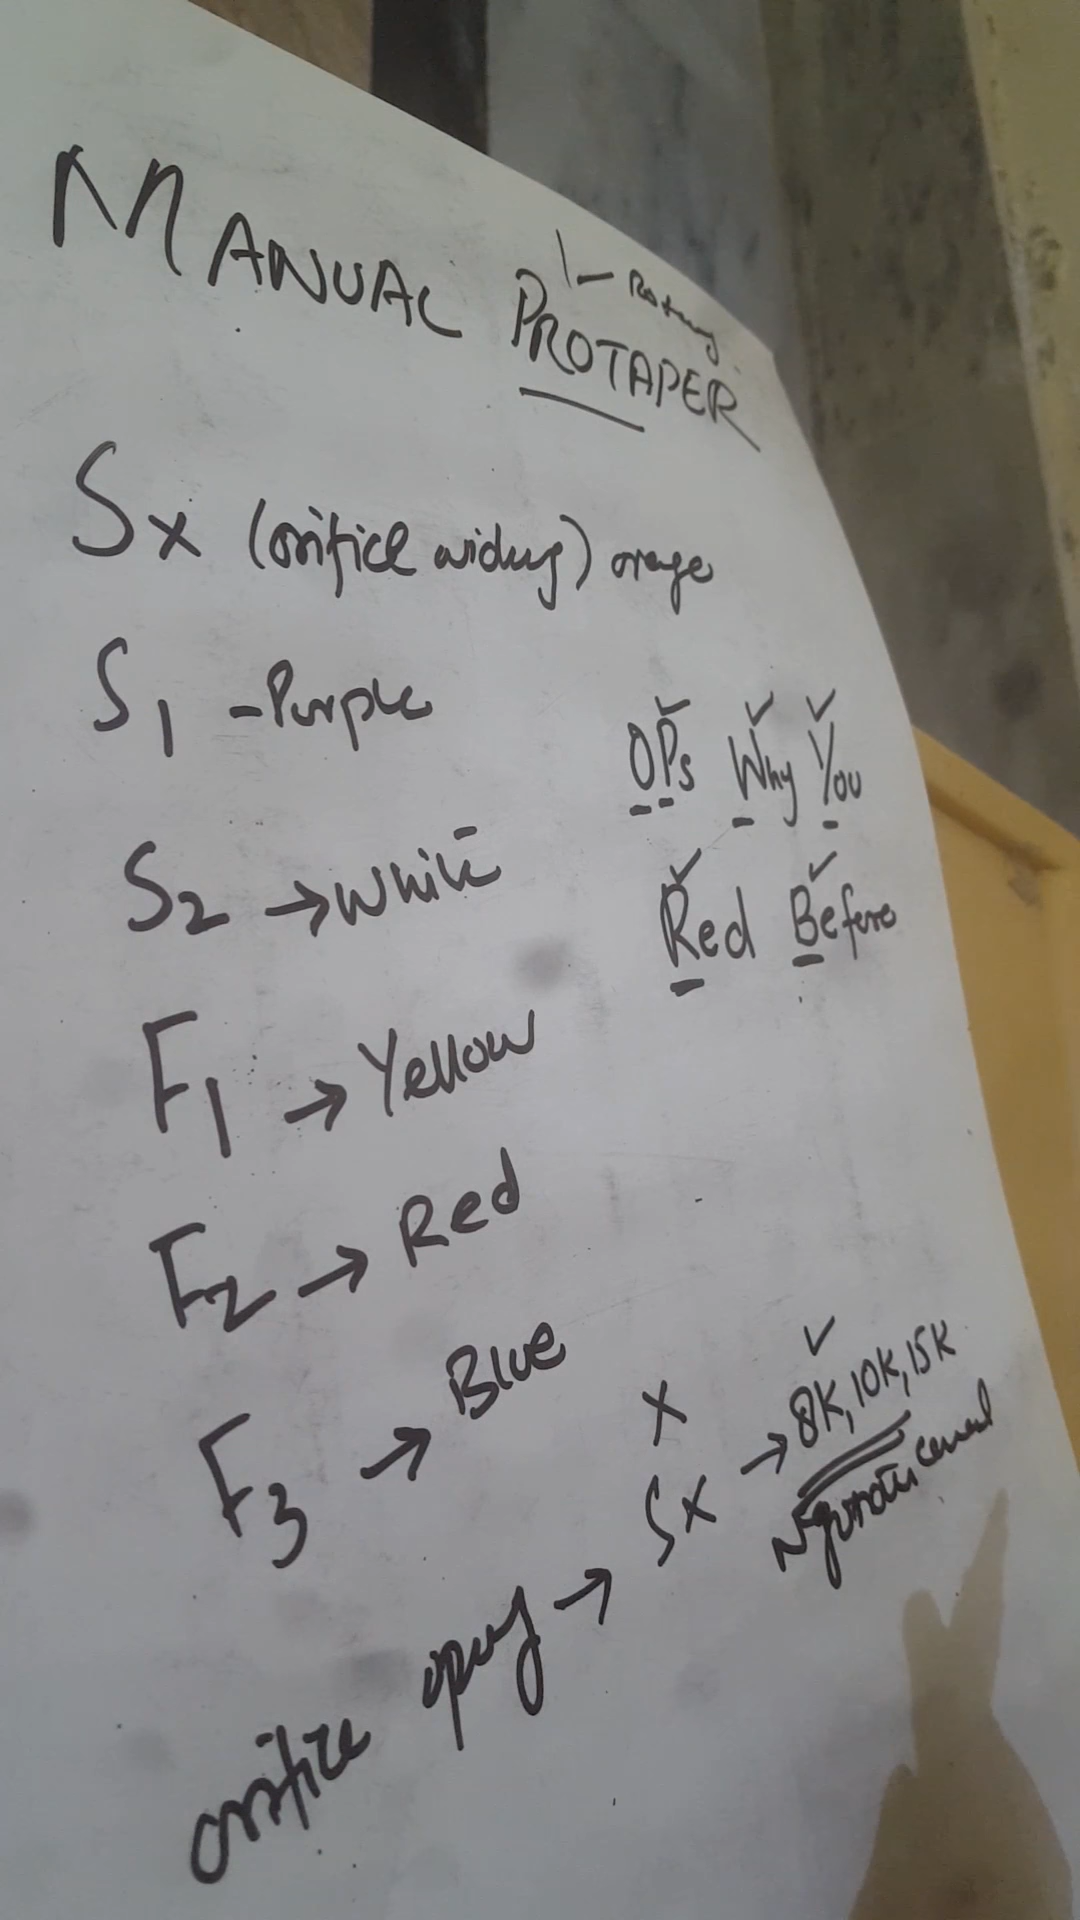 MANUAL PROTAPER
Rotary
Sx (orifice widening) orange
S1 - Purple
S2 → White
F1 → Yellow
F2 → Red
F3 → Blue
OPs Why You
Red Before
orifice opening → Sx → 8K, 10K, 15K
X
canal